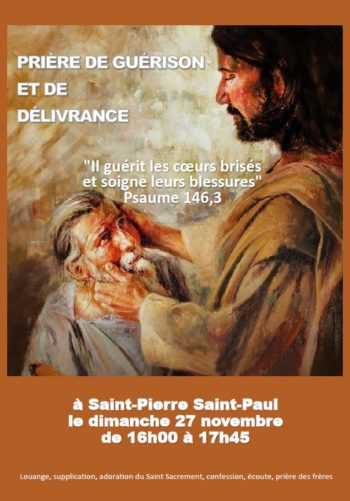 PRIÈRE DE GUÉRISON
ET DE
DÉLIVRANCE
"Il guérit les cœurs brisés
et soigne leurs blessures"
Psaume 146,3
à Saint-Pierre Saint-Paul
le dimanche 27 novembre
de 16h00 à 17h45
Louange, supplication, adoration du Saint Sacrement, confession, écoute, prière des frères